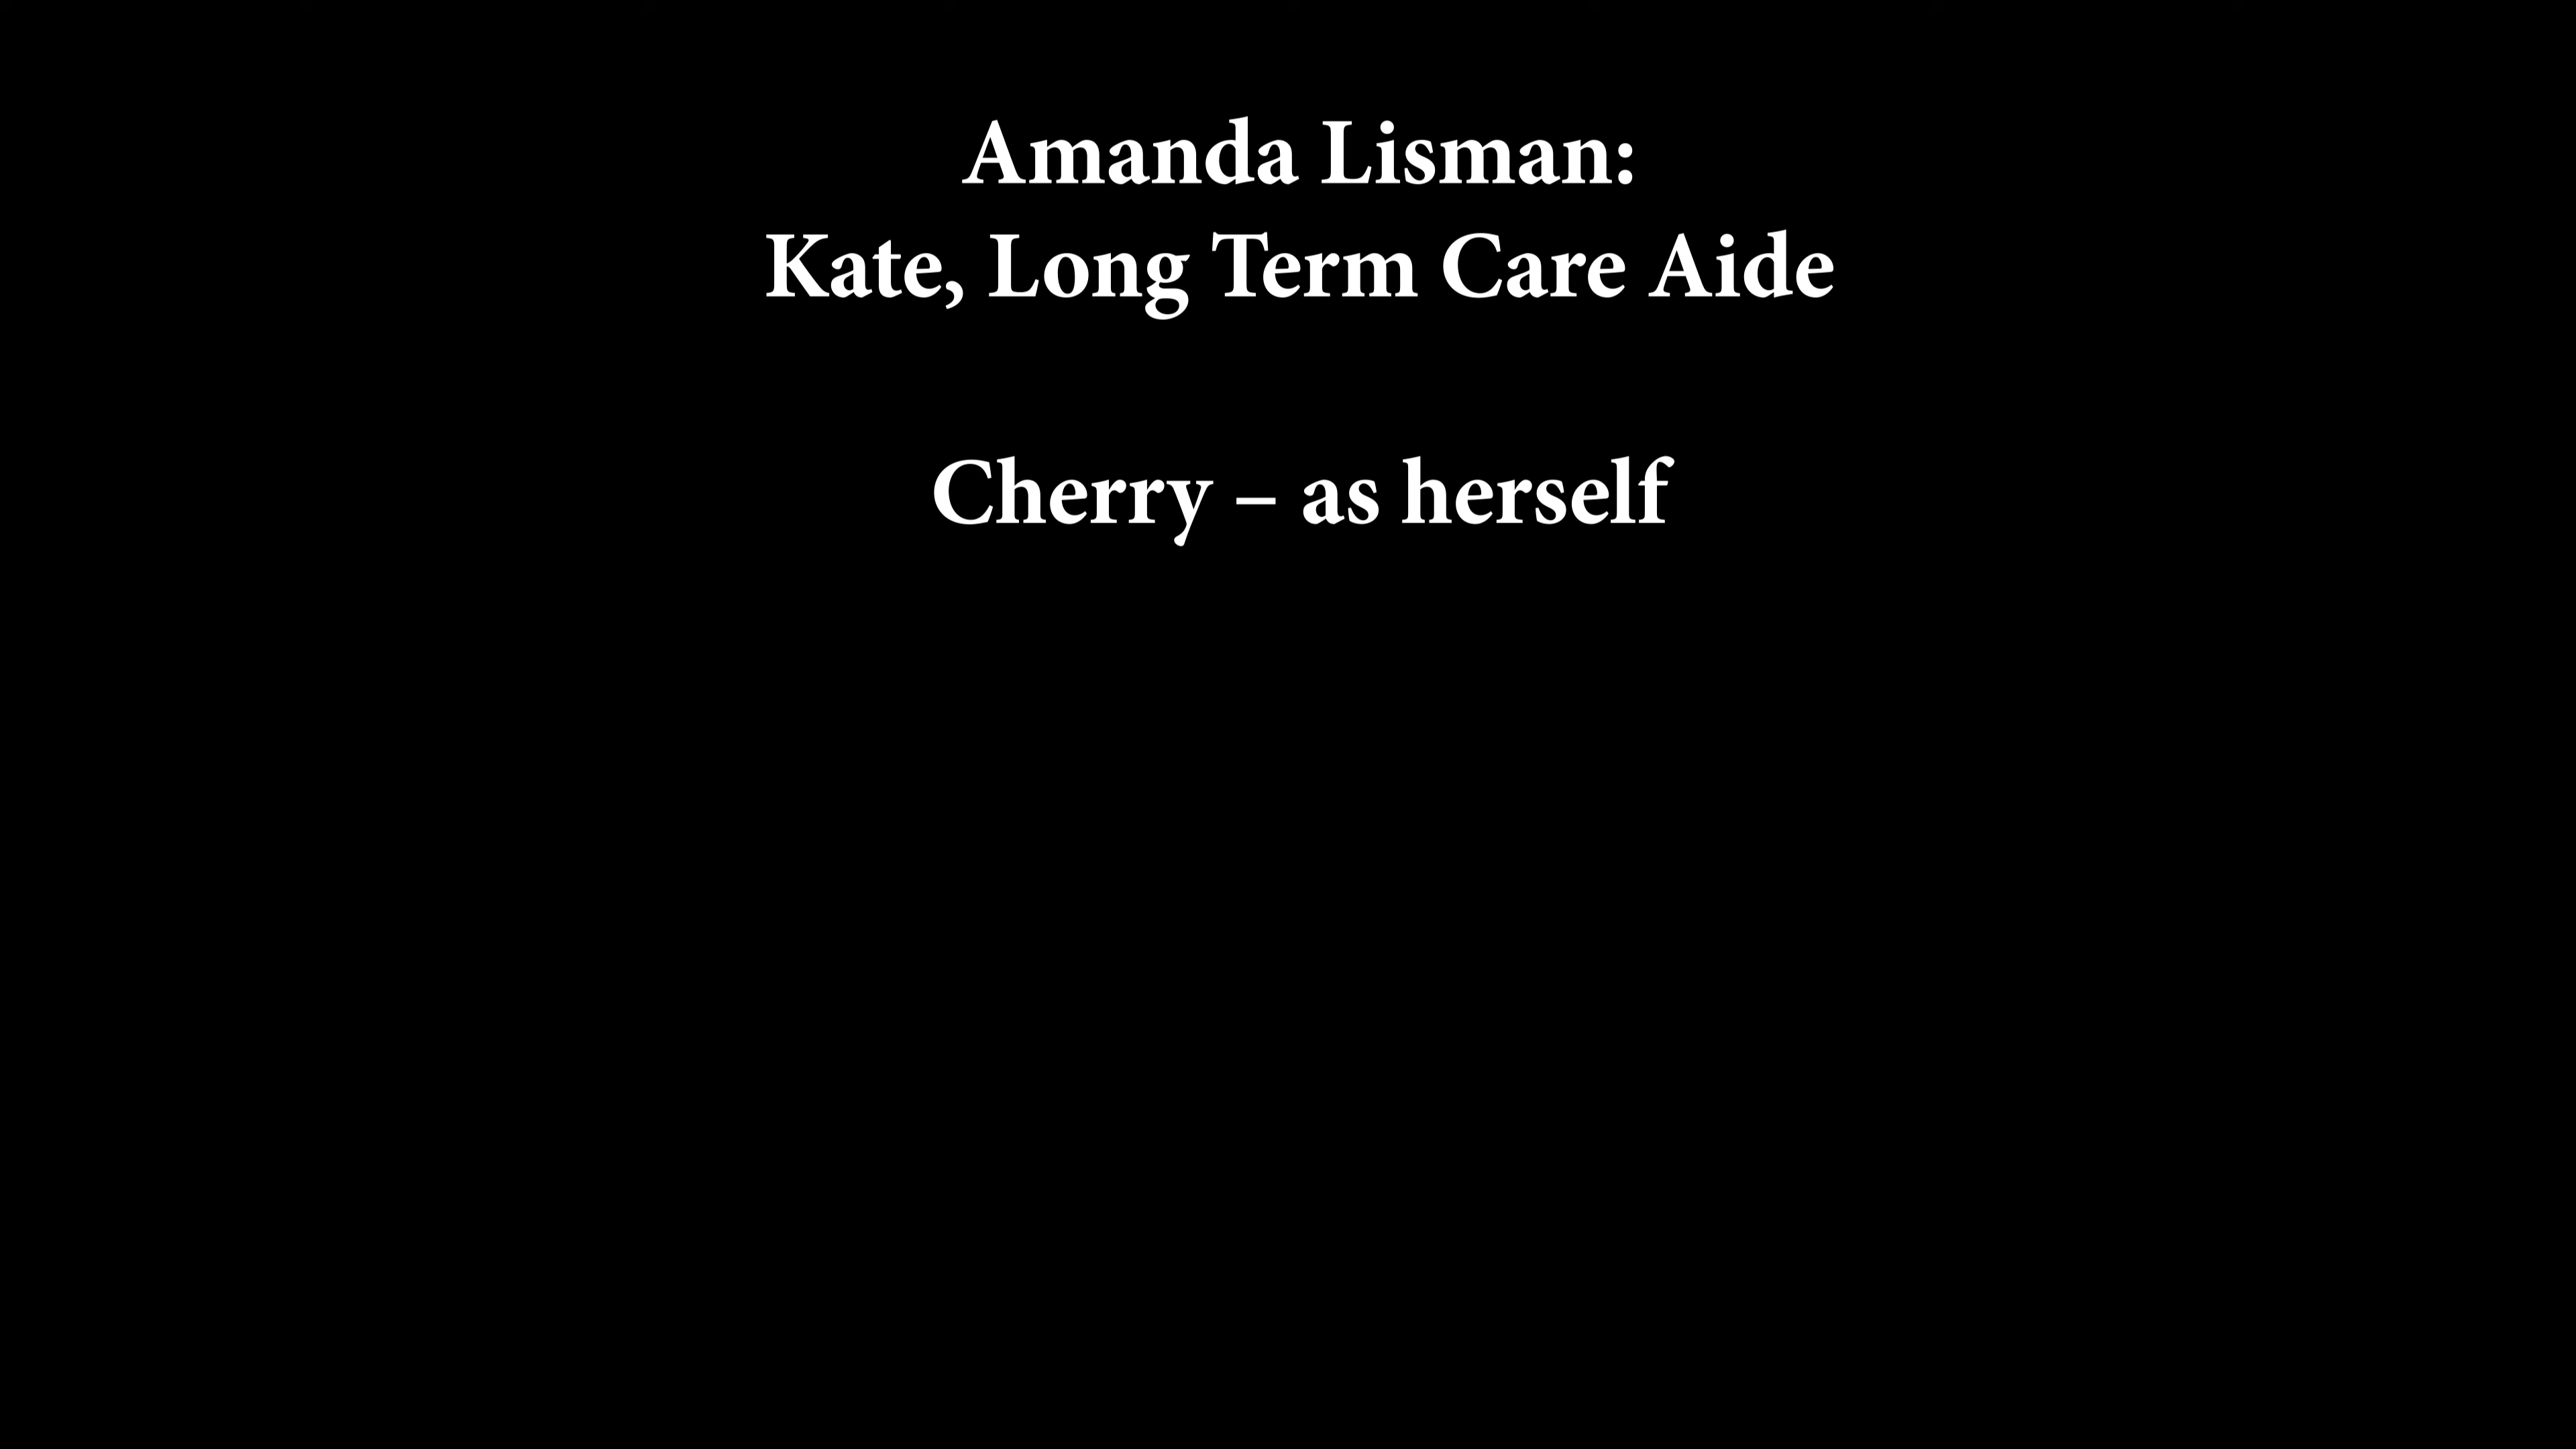 Amanda Lisman:
Kate, Long Term Care Aide
Cherry – as herself